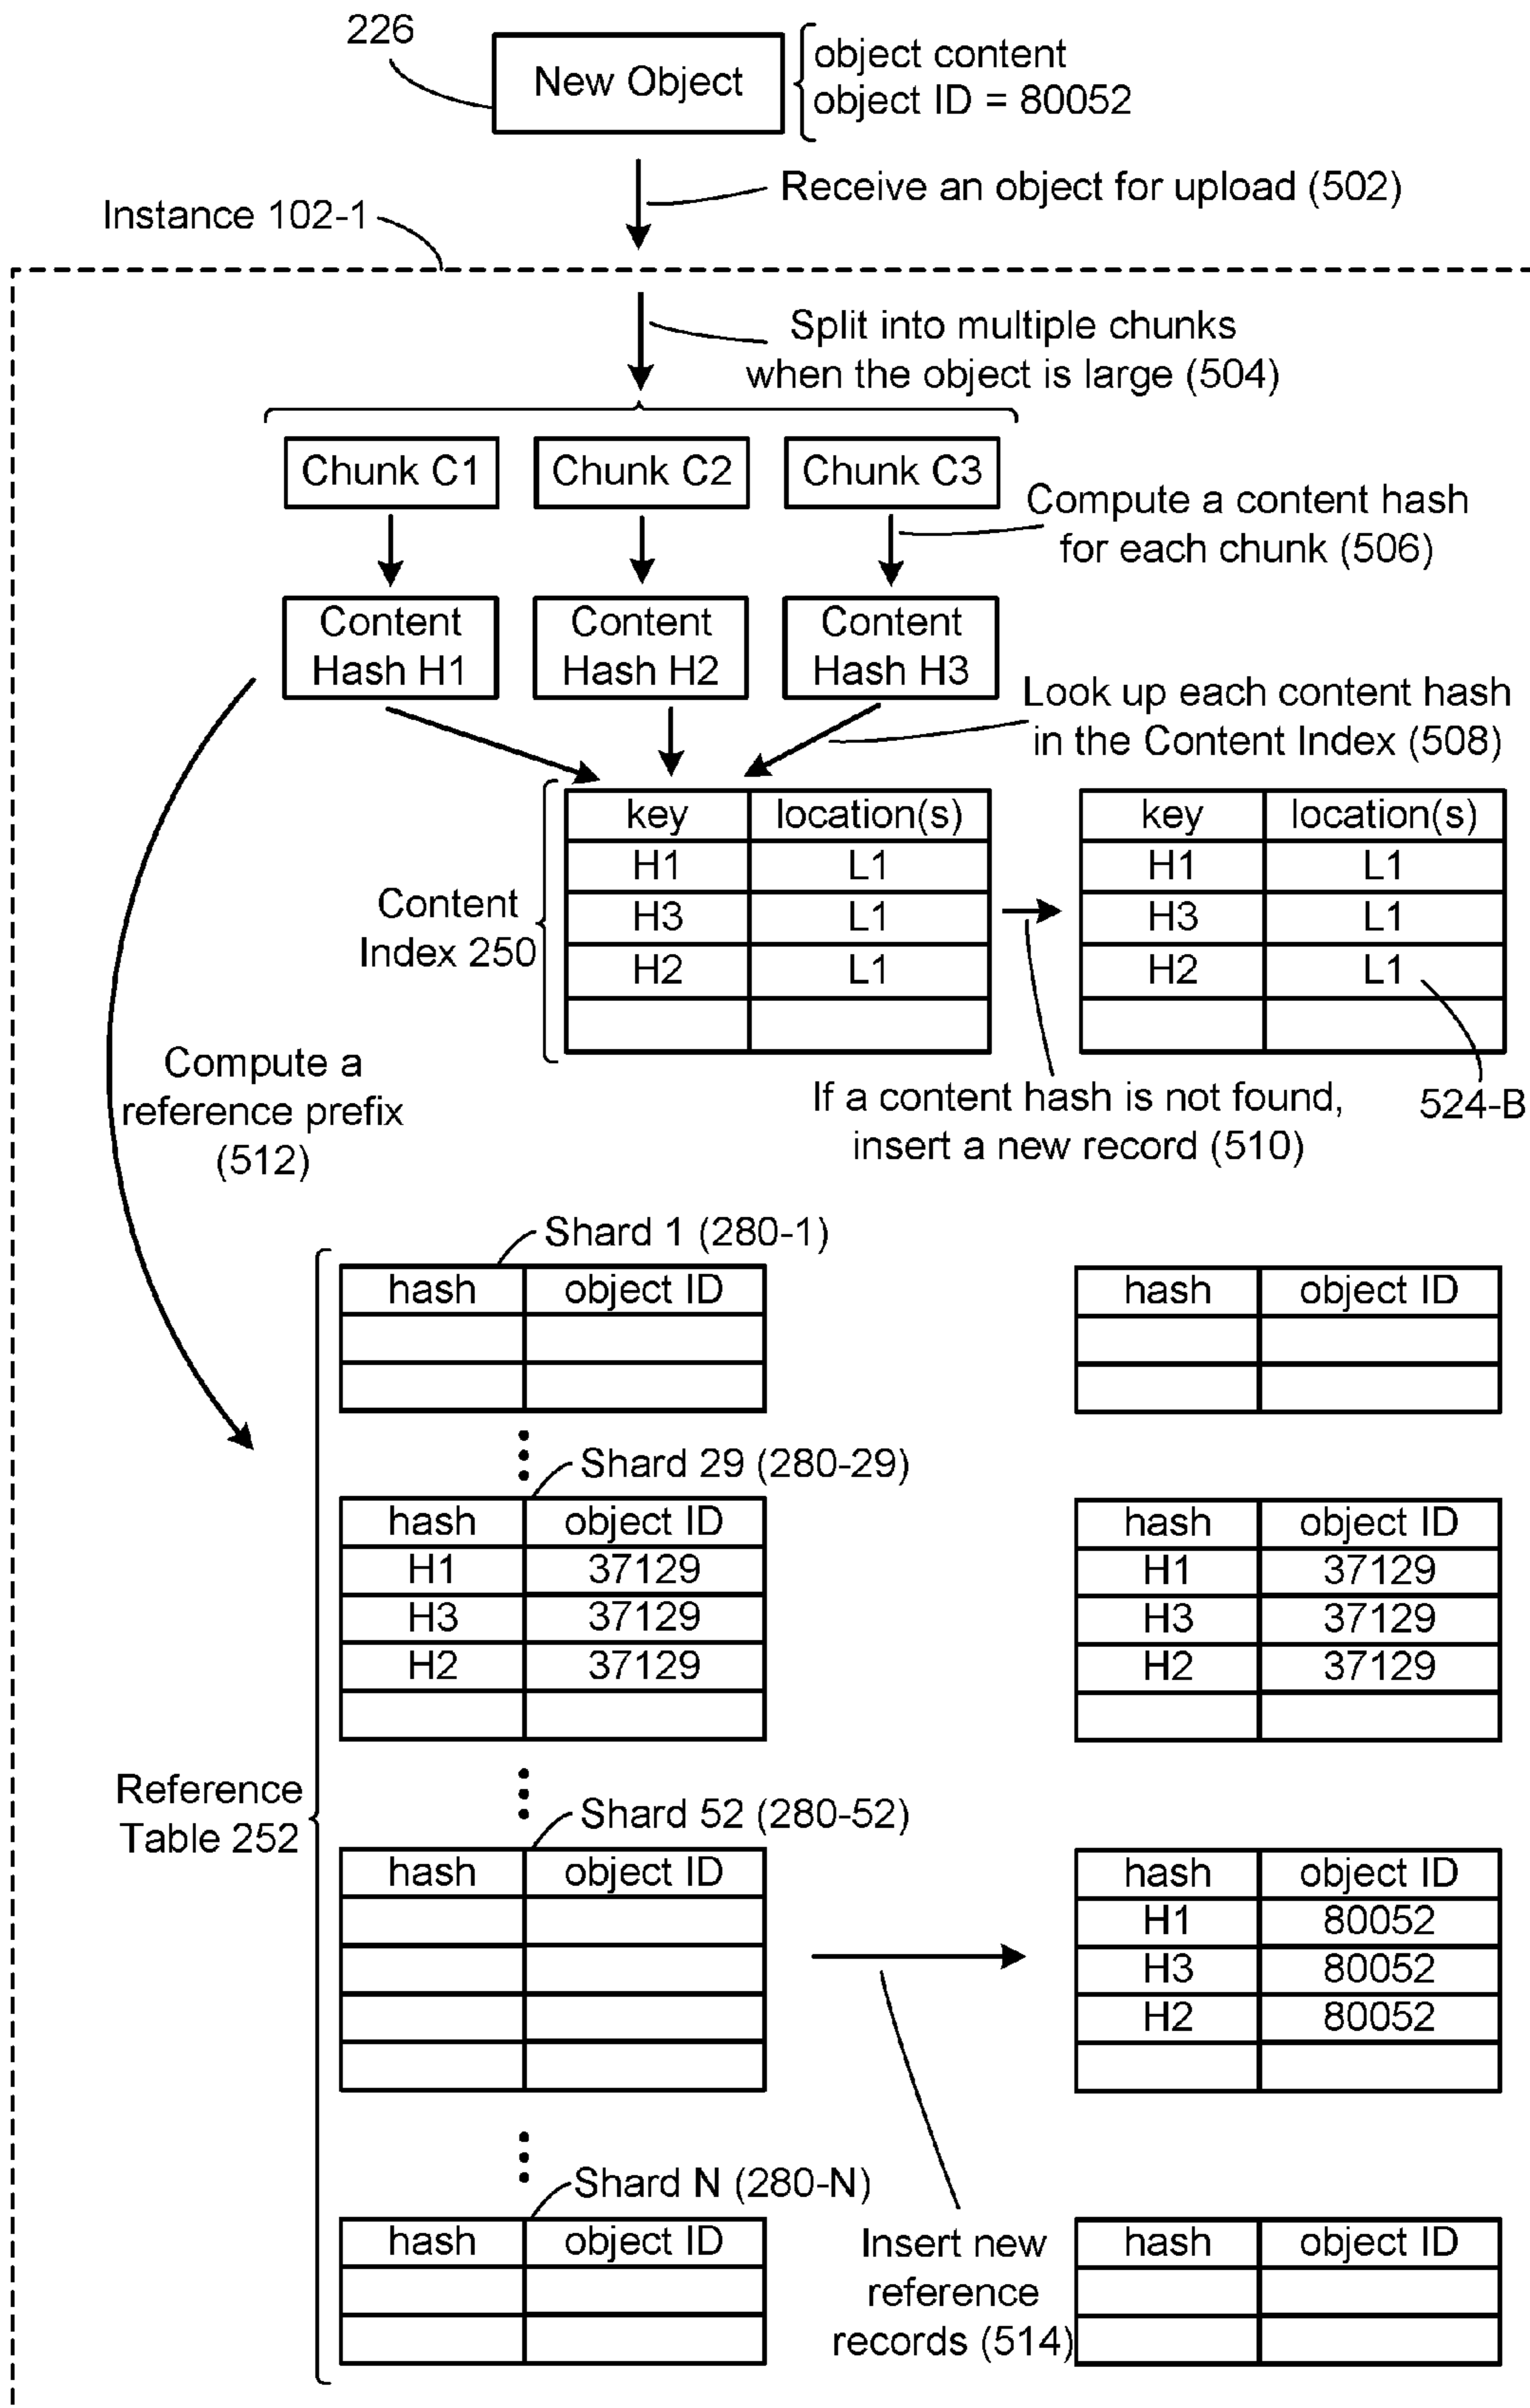 226
New Object
object content
object ID = 80052
Receive an object for upload (502)
Instance 102-1
Split into multiple chunks
when the object is large (504)
Chunk C1 Chunk C2 Chunk C3
Compute a content hash
for each chunk (506)
Content Content Content
Hash H1 Hash H2 Hash H3
Look up each content hash
in the Content Index (508)
key location(s) key location(s)
H1 L1 H1 L1
H3 L1 H3 L1
H2 L1 H2 L1
Content
Index 250
Compute a
reference prefix
(512)
If a content hash is not found,
insert a new record (510)
524-B
Shard 1 (280-1)
hash object ID hash object ID
Shard 29 (280-29)
hash object ID hash object ID
H1 37129 H1 37129
H3 37129 H3 37129
H2 37129 H2 37129
Reference
Table 252
Shard 52 (280-52)
hash object ID hash object ID
H1 80052
H3 80052
H2 80052
Shard N (280-N)
hash object ID hash object ID
Insert new
reference
records (514)